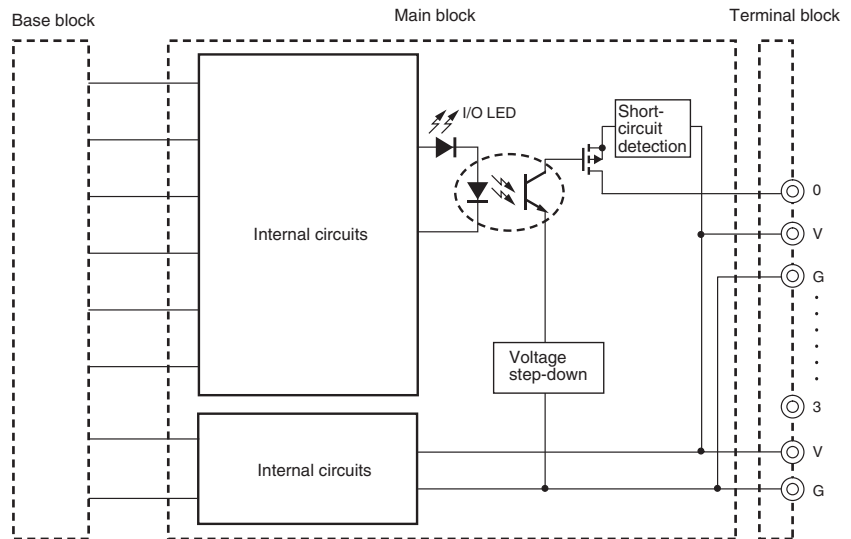 Base block
Main block
Terminal block
I/O LED
Short-
circuit
detection
Internal circuits
0
V
G
Voltage
step-down
3
Internal circuits
V
G